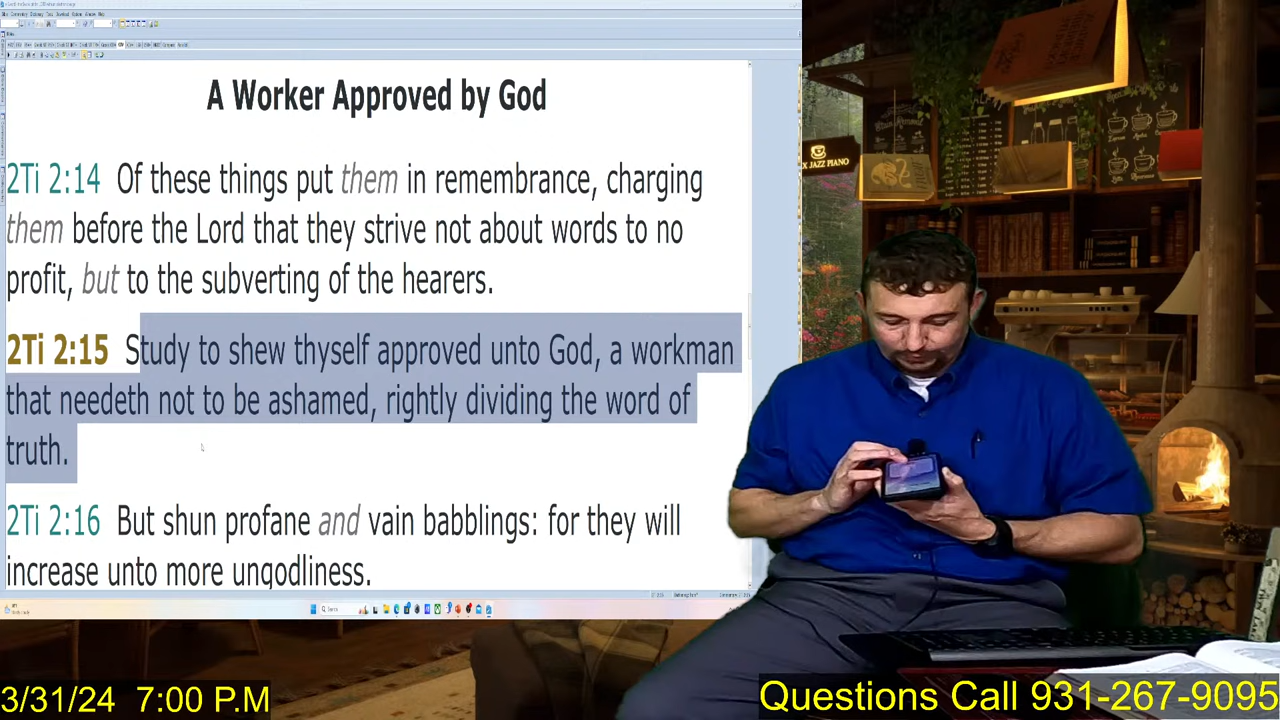 A Worker Approved by God
2Ti 2:14 Of these things put them in remembrance, charging
them before the Lord that they strive not about words to no
profit, but to the subverting of the hearers.
2Ti 2:15 Study to shew thyself approved unto God, a workman
that needeth not to be ashamed, rightly dividing the word of
truth.
2Ti 2:16 But shun profane and vain babblings: for they will
increase unto more ungodliness.
JAZZ PIANO
3/31/24 7:00 P.M
Questions Call 931-267-9095